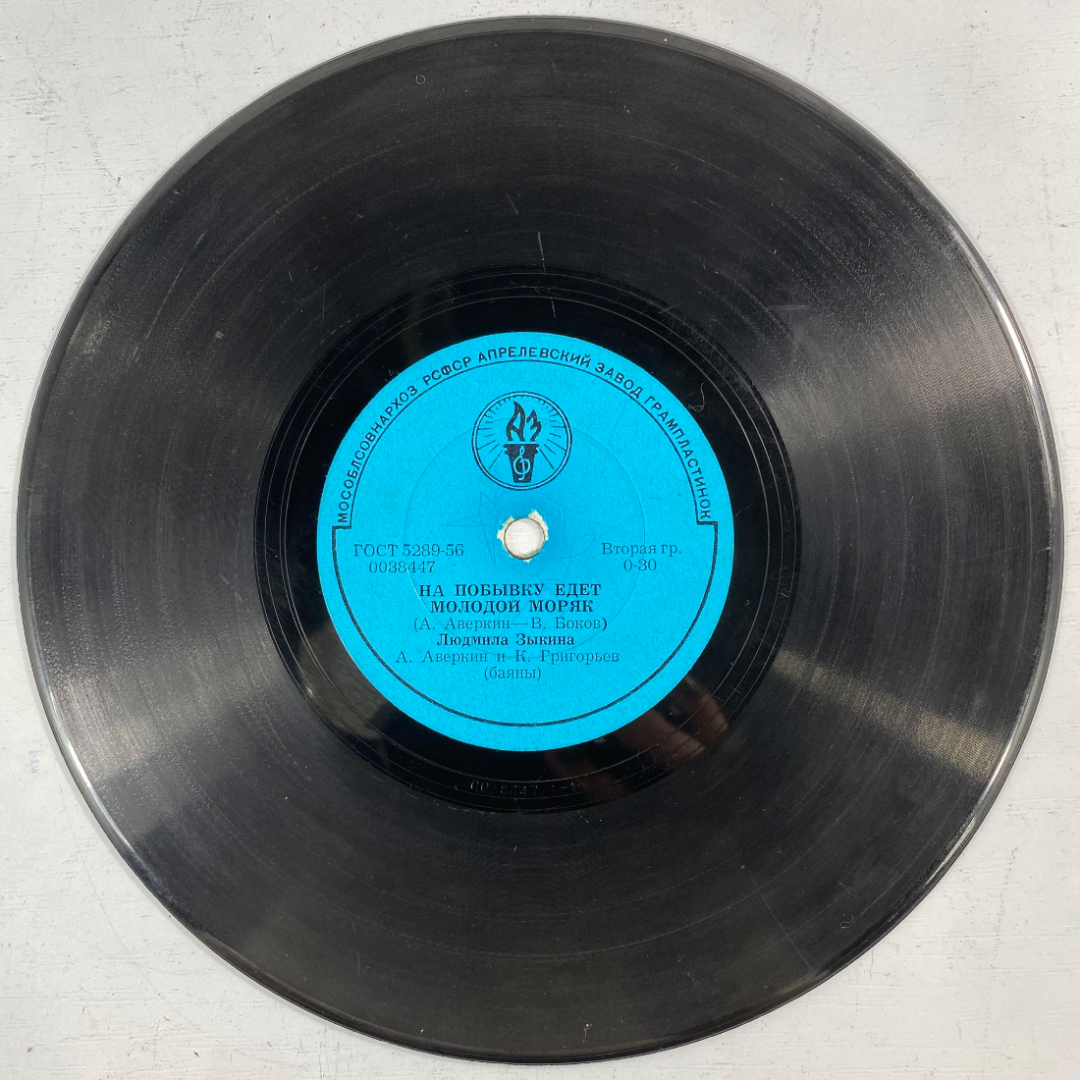 МОСОБЛСОВНАРХОЗ РСФСР АПРЕЛЕВСКИЙ ЗАВОД ГРАМПЛАСТИНОК
АЗ
ГОСТ 5289-56
0038447
Вторая гр.
0-30
НА ПОБЫВКУ ЕДЕТ
МОЛОДОЙ МОРЯК
(А. Аверкин—В. Боков)
Людмила Зыкина
А. Аверкин и К. Григорьев
(баяны)